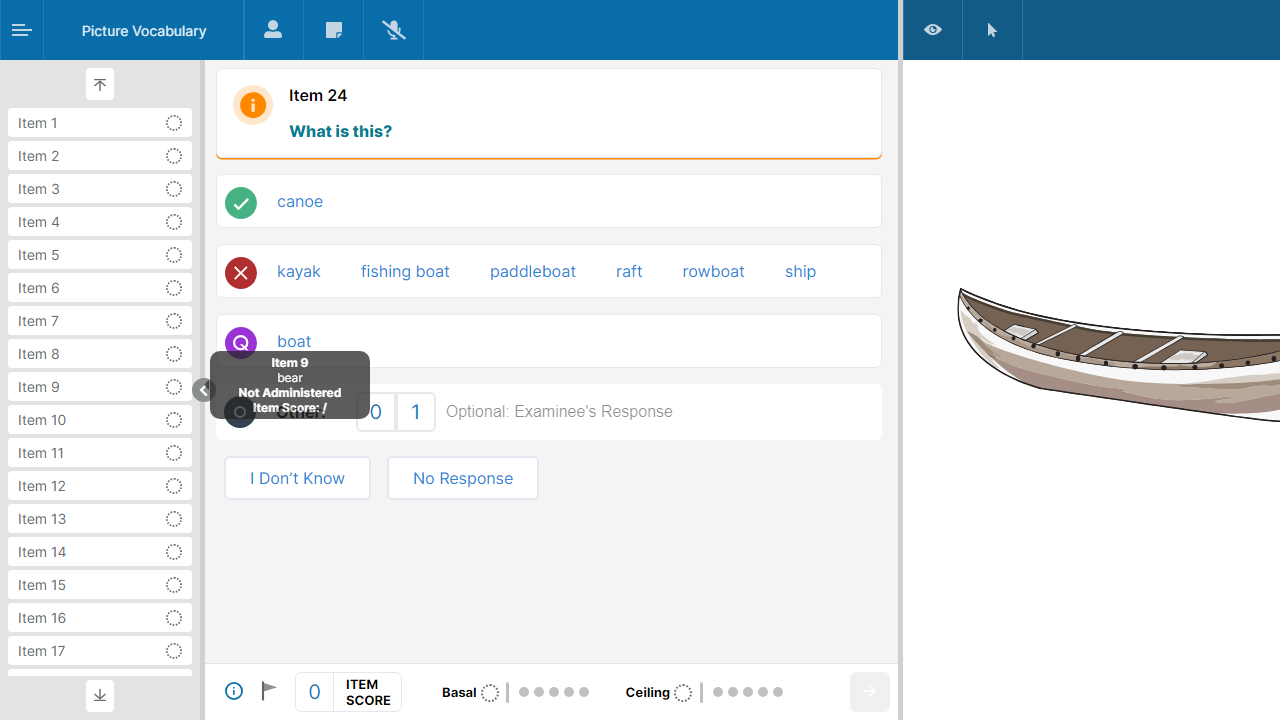 Picture Vocabulary
Item 1
Item 2
Item 3
Item 4
Item 5
Item 6
Item 7
Item 8
Item 9
Item 10
Item 11
Item 12
Item 13
Item 14
Item 15
Item 16
Item 17
Item 24
What is this?
canoe
kayak fishing boat paddleboat raft rowboat ship
Q boat
Item 9
bear
Not Administered
Item Score: /
O Other: 0 1 Optional: Examinee's Response
I Don’t Know No Response
0 ITEM SCORE
Basal Ceiling